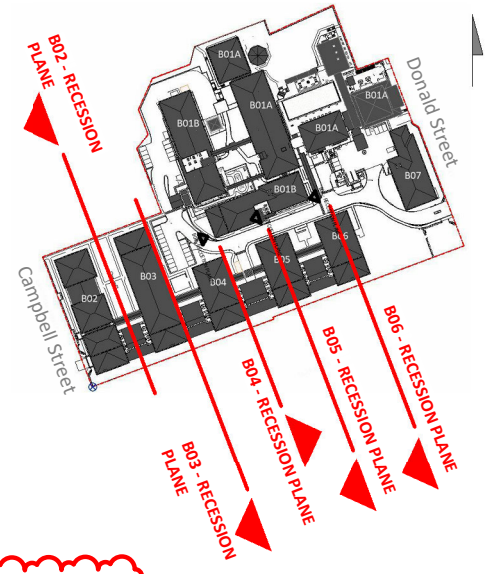 B02 - RECESSION
PLANE
B01A
B01A
B01A
B01A
B01B
B01B
Donald Street
B07
B06
B05
B04
B03
B02
Campbell Street
B03 - RECESSION
PLANE
B04 - RECESSION PLANE
B05 - RECESSION PLANE
B06 - RECESSION PLANE